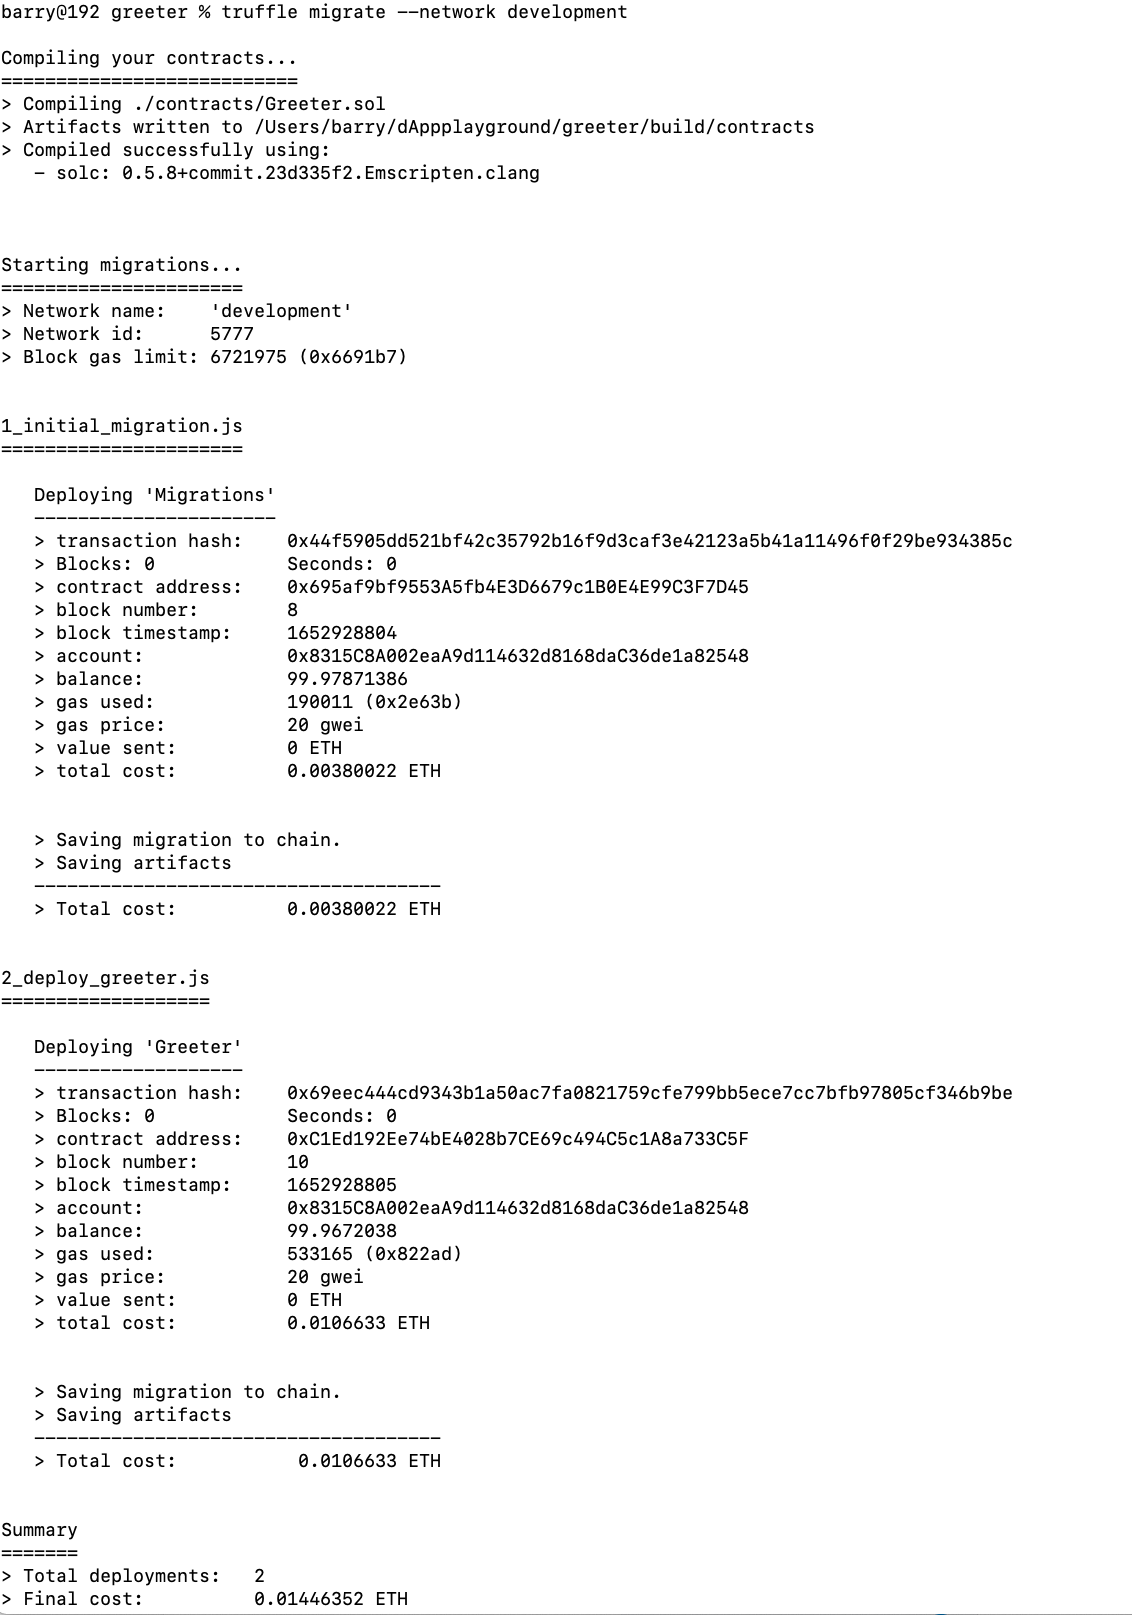 barry@192 greeter % truffle migrate --network development
Compiling your contracts...
===========================
> Compiling ./contracts/Greeter.sol
> Artifacts written to /Users/barry/dAppplayground/greeter/build/contracts
> Compiled successfully using:
   - solc: 0.5.8+commit.23d335f2.Emscripten.clang
Starting migrations...
======================
> Network name:    'development'
> Network id:      5777
> Block gas limit: 6721975 (0x6691b7)
1_initial_migration.js
======================
   Deploying 'Migrations'
   ----------------------
   > transaction hash:    0x44f5905dd521bf42c35792b16f9d3caf3e42123a5b41a11496f0f29be934385c
   > Blocks: 0            Seconds: 0
   > contract address:    0x695af9bf9553A5fb4E3D6679c1B0E4E99C3F7D45
   > block number:        8
   > block timestamp:     1652928804
   > account:             0x8315C8A002eaA9d114632d8168daC36de1a82548
   > balance:             99.97871386
   > gas used:            190011 (0x2e63b)
   > gas price:           20 gwei
   > value sent:          0 ETH
   > total cost:          0.00380022 ETH
   > Saving migration to chain.
   > Saving artifacts
   -------------------------------------
   > Total cost:          0.00380022 ETH
2_deploy_greeter.js
===================
   Deploying 'Greeter'
   -------------------
   > transaction hash:    0x69eec444cd9343b1a50ac7fa0821759cfe799bb5ece7cc7bfb97805cf346b9be
   > Blocks: 0            Seconds: 0
   > contract address:    0xC1Ed192Ee74bE4028b7CE69c494C5c1A8a733C5F
   > block number:        10
   > block timestamp:     1652928805
   > account:             0x8315C8A002eaA9d114632d8168daC36de1a82548
   > balance:             99.9672038
   > gas used:            533165 (0x822ad)
   > gas price:           20 gwei
   > value sent:          0 ETH
   > total cost:          0.0106633 ETH
   > Saving migration to chain.
   > Saving artifacts
   -------------------------------------
   > Total cost:           0.0106633 ETH
Summary
=======
> Total deployments:   2
> Final cost:          0.01446352 ETH